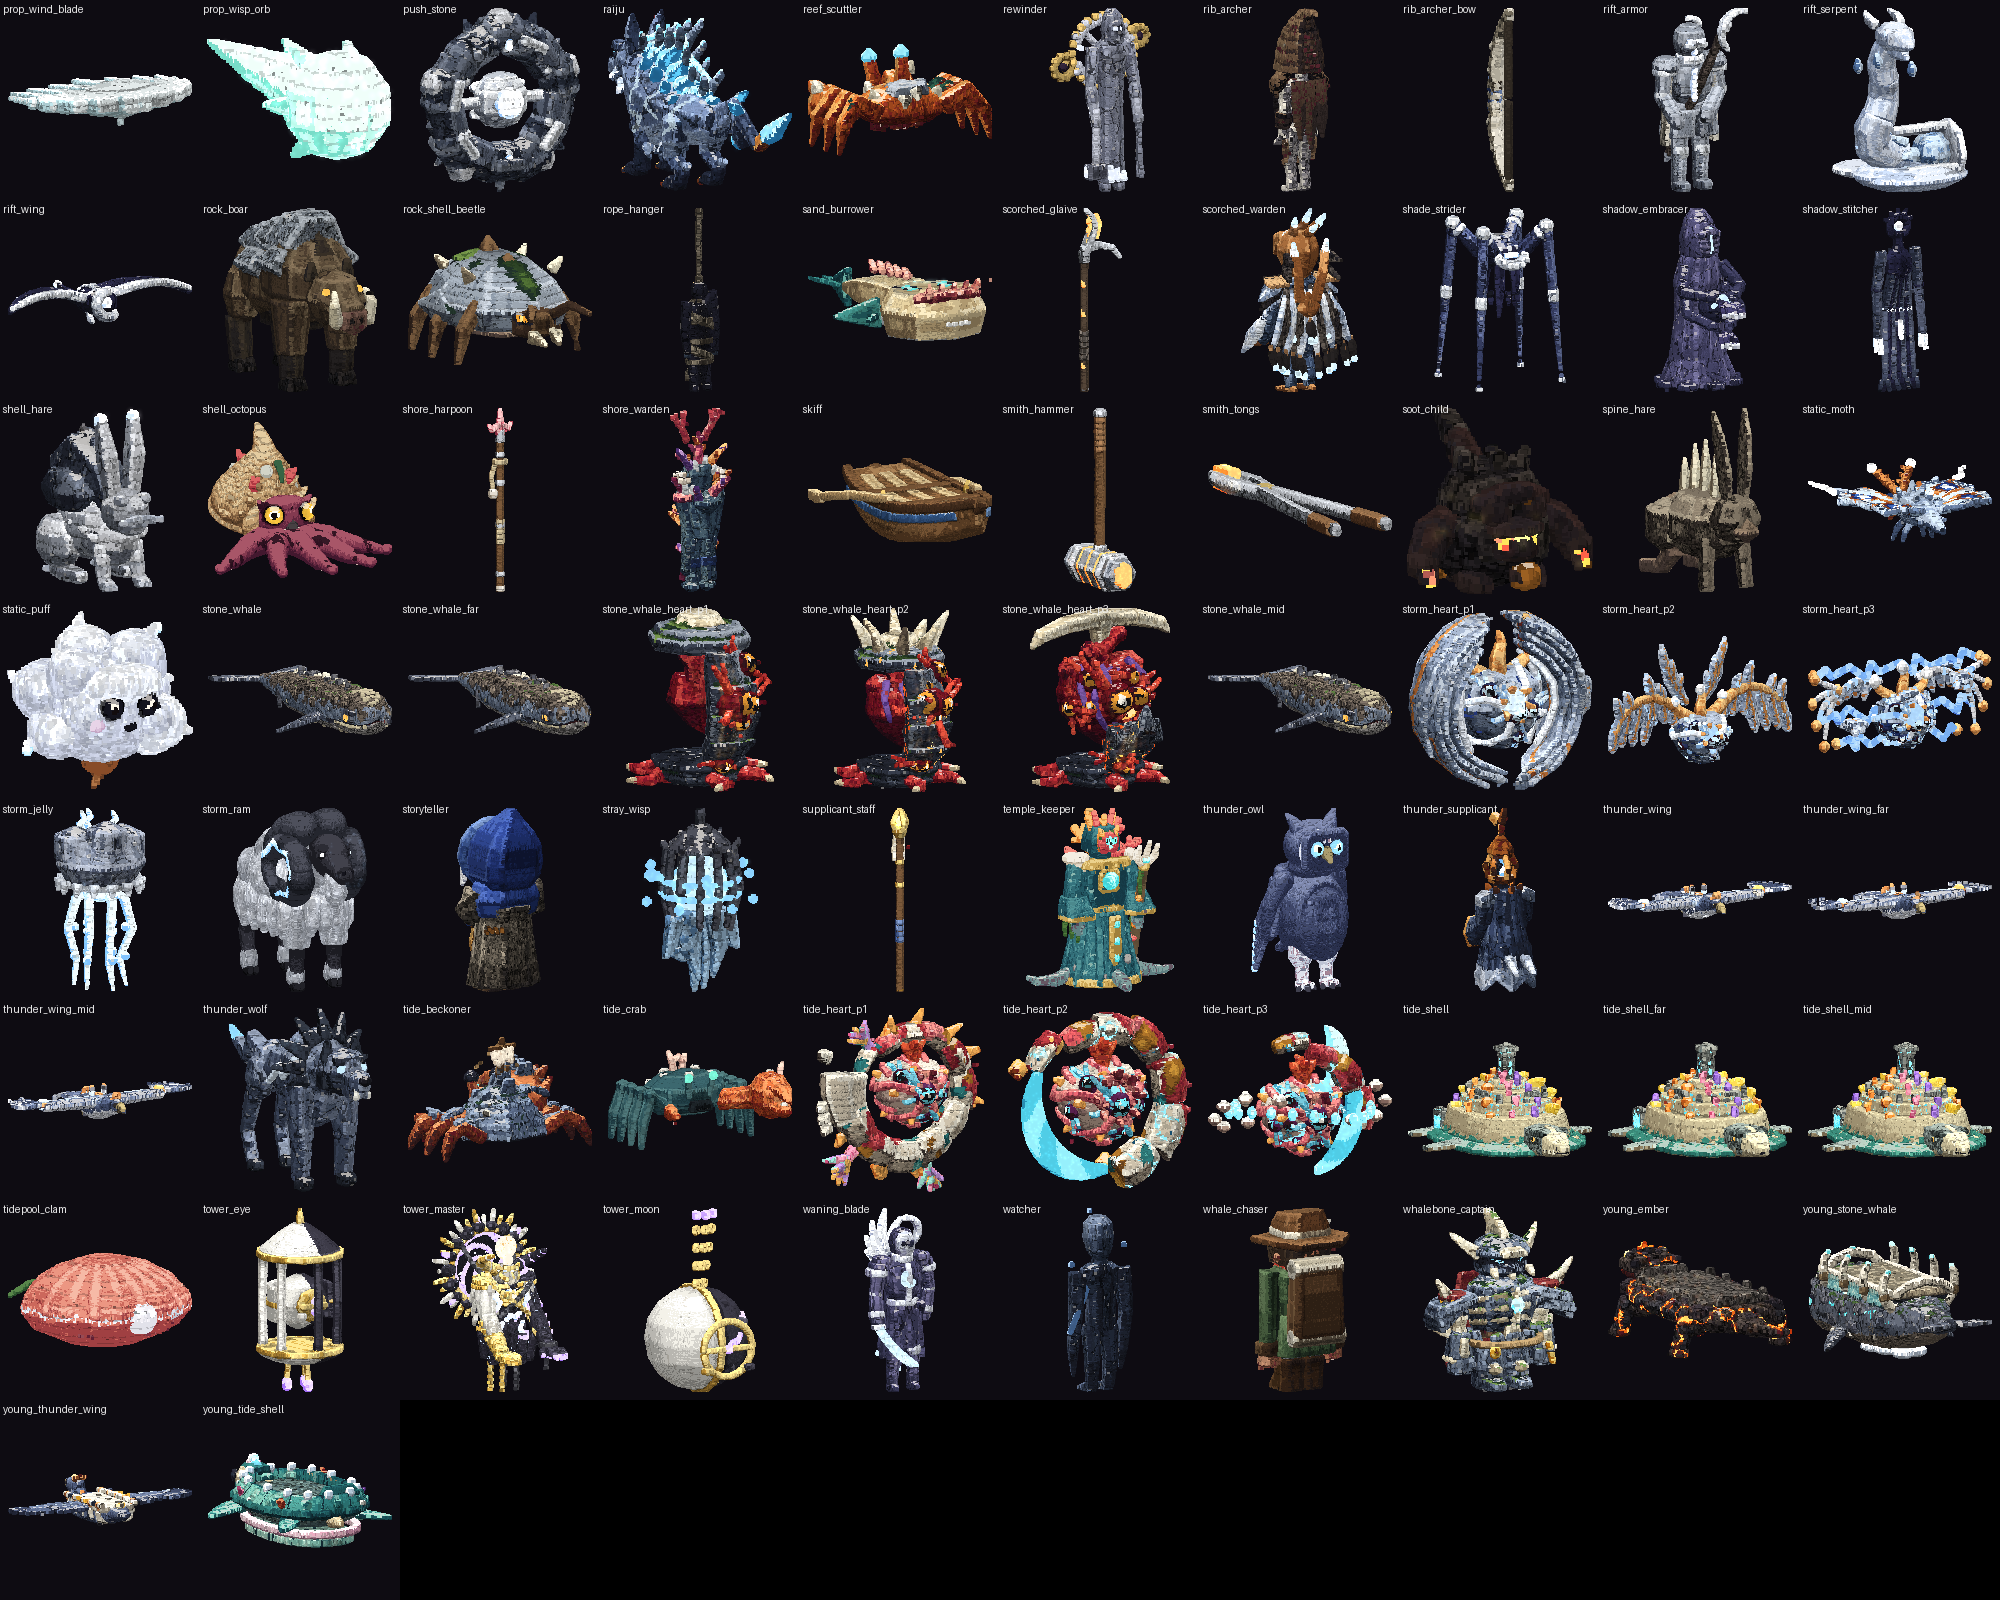 prop_wind_blade
prop_wisp_orb
push_stone
raiju
reef_scuttler
rewinder
rib_archer
rib_archer_bow
rift_armor
rift_serpent
rift_wing
rock_boar
rock_shell_beetle
rope_hanger
sand_burrower
scorched_glaive
scorched_warden
shade_strider
shadow_embracer
shadow_stitcher
shell_hare
shell_octopus
shore_harpoon
shore_warden
skiff
smith_hammer
smith_tongs
soot_child
spine_hare
static_moth
static_puff
stone_whale
stone_whale_far
stone_whale_heart_p1
stone_whale_heart_p2
stone_whale_heart_p3
stone_whale_mid
storm_heart_p1
storm_heart_p2
storm_heart_p3
storm_jelly
storm_ram
storyteller
stray_wisp
supplicant_staff
temple_keeper
thunder_owl
thunder_supplicant
thunder_wing
thunder_wing_far
thunder_wing_mid
thunder_wolf
tide_beckoner
tide_crab
tide_heart_p1
tide_heart_p2
tide_heart_p3
tide_shell
tide_shell_far
tide_shell_mid
tidepool_clam
tower_eye
tower_master
tower_moon
waning_blade
watcher
whale_chaser
whalebone_captain
young_ember
young_stone_whale
young_thunder_wing
young_tide_shell